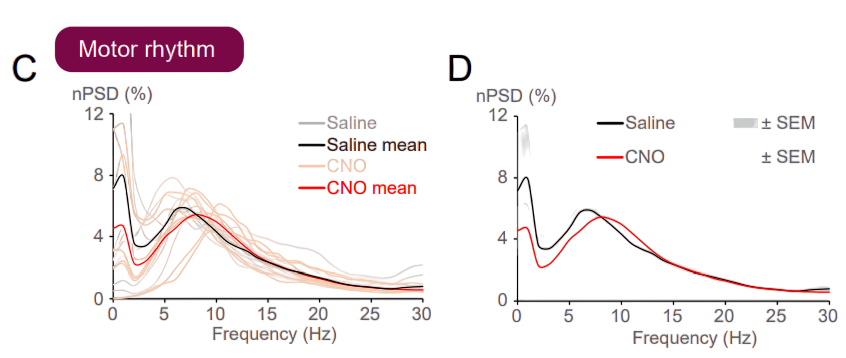 Motor rhythm
C
nPSD (%)
12
8
4
0
0 5 10 15 20 25 30
Frequency (Hz)
Saline
Saline mean
CNO
CNO mean
D
nPSD (%)
12
8
4
0
0 5 10 15 20 25 30
Frequency (Hz)
Saline ± SEM
CNO ± SEM